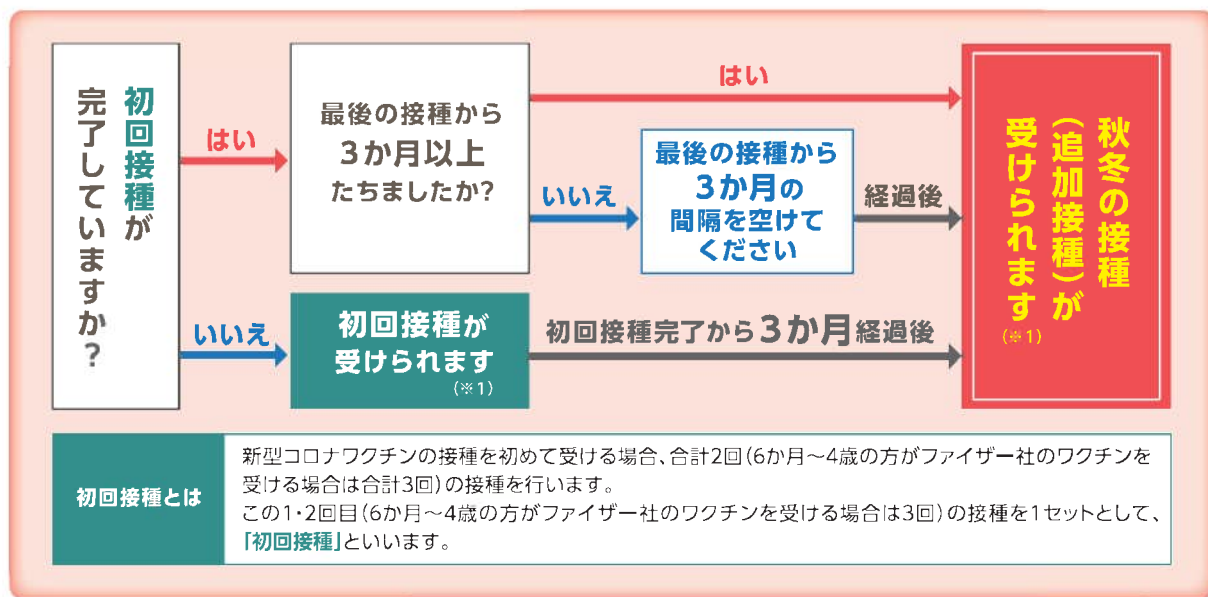 初回接種が
完了していますか?
はい
いいえ
最後の接種から
3か月以上
たちましたか?
はい
いいえ
最後の接種から
3か月の
間隔を空けて
ください
経過後
初回接種が
受けられます
(※1)
初回接種完了から3か月経過後
秋冬の接種
(追加接種)が
受けられます
(※1)
初回接種とは
新型コロナワクチンの接種を初めて受ける場合、合計2回(6か月～4歳の方がファイザー社のワクチンを
受ける場合は合計3回)の接種を行います。
この1・2回目(6か月～4歳の方がファイザー社のワクチンを受ける場合は3回)の接種を1セットとして、
「初回接種」といいます。